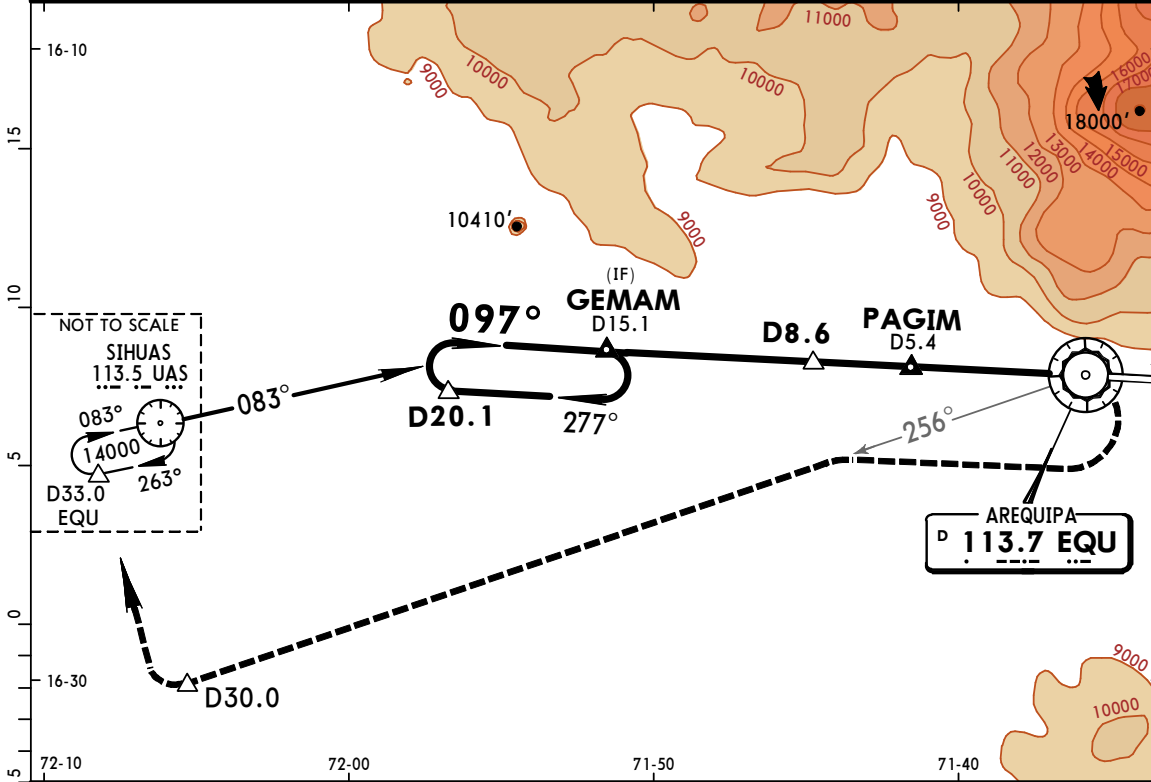 11000
16-10
10000
9000
10000
16000
17000
18000'
15
13000
12000
14000
15000
11000
10000
9000
9000
10410'
(IF)
GEMAM
D15.1
10
NOT TO SCALE
SIHUAS
113.5 UAS
097°
D8.6
PAGIM
D5.4
083°
083°
14000
263°
D33.0
EQU
D20.1
277°
256°
5
AREQUIPA
D 113.7 EQU
0
16-30
D30.0
9000
10000
5
72-10
72-00
71-50
71-40